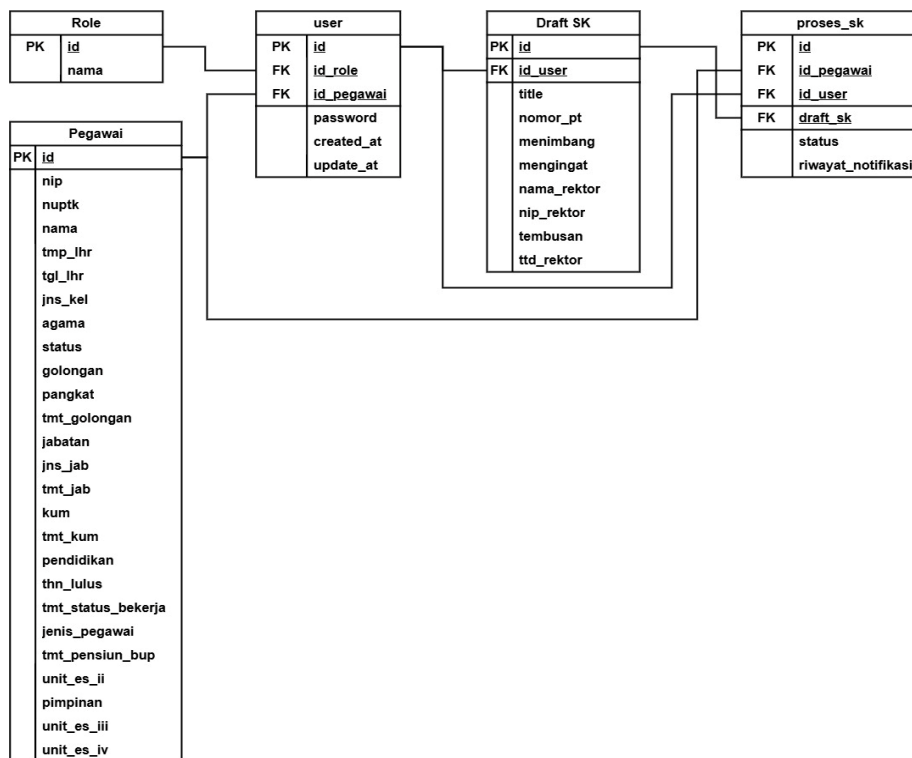 Role
PK id
nama
user
PK id
FK id_role
FK id_pegawai
password
created_at
update_at
Draft SK
PK id
FK id_user
title
nomor_pt
menimbang
mengingat
nama_rektor
nip_rektor
tembusan
ttd_rektor
proses_sk
PK id
FK id_pegawai
FK id_user
FK draft_sk
status
riwayat_notifikasi
Pegawai
PK id
nip
nuptk
nama
tmp_lhr
tgl_lhr
jns_kel
agama
status
golongan
pangkat
tmt_golongan
jabatan
jns_jab
tmt_jab
kum
tmt_kum
pendidikan
thn_lulus
tmt_status_bekerja
jenis_pegawai
tmt_pensiun_bup
unit_es_ii
pimpinan
unit_es_iii
unit_es_iv